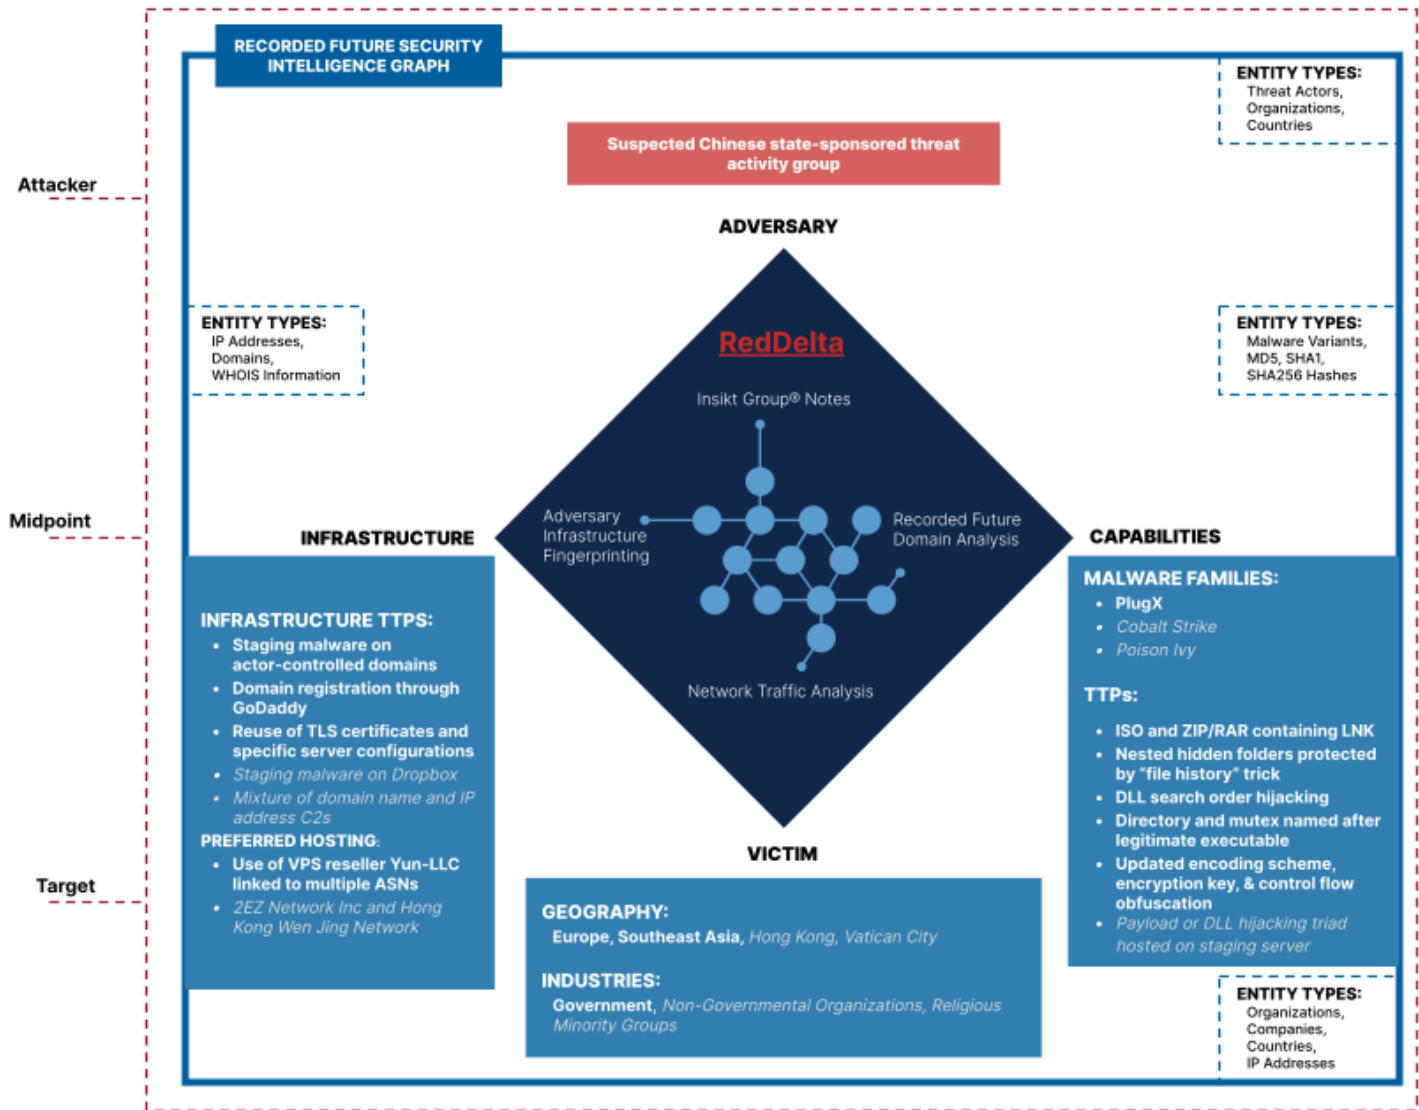 RECORDED FUTURE SECURITY
INTELLIGENCE GRAPH
ENTITY TYPES:
Threat Actors,
Organizations,
Countries
Suspected Chinese state-sponsored threat
activity group
Attacker
ADVERSARY
ENTITY TYPES:
IP Addresses,
Domains,
WHOIS Information
RedDelta
Insikt Group® Notes
Adversary
Infrastructure
Fingerprinting
Recorded Future
Domain Analysis
Network Traffic Analysis
ENTITY TYPES:
Malware Variants,
MD5, SHA1,
SHA256 Hashes
Midpoint
INFRASTRUCTURE
INFRASTRUCTURE TTPS:
• Staging malware on
actor-controlled domains
• Domain registration through
GoDaddy
• Reuse of TLS certificates and
specific server configurations
• Staging malware on Dropbox
• Mixture of domain name and IP
address C2s
PREFERRED HOSTING:
• Use of VPS reseller Yun-LLC
linked to multiple ASNs
• 2EZ Network Inc and Hong
Kong Wen Jing Network
CAPABILITIES
MALWARE FAMILIES:
• PlugX
• Cobalt Strike
• Poison Ivy
TTPs:
• ISO and ZIP/RAR containing LNK
• Nested hidden folders protected
by “file history” trick
• DLL search order hijacking
• Directory and mutex named after
legitimate executable
• Updated encoding scheme,
encryption key, & control flow
obfuscation
• Payload or DLL hijacking triad
hosted on staging server
Target
VICTIM
GEOGRAPHY:
Europe, Southeast Asia, Hong Kong, Vatican City
INDUSTRIES:
Government, Non-Governmental Organizations, Religious
Minority Groups
ENTITY TYPES:
Organizations,
Companies,
Countries,
IP Addresses